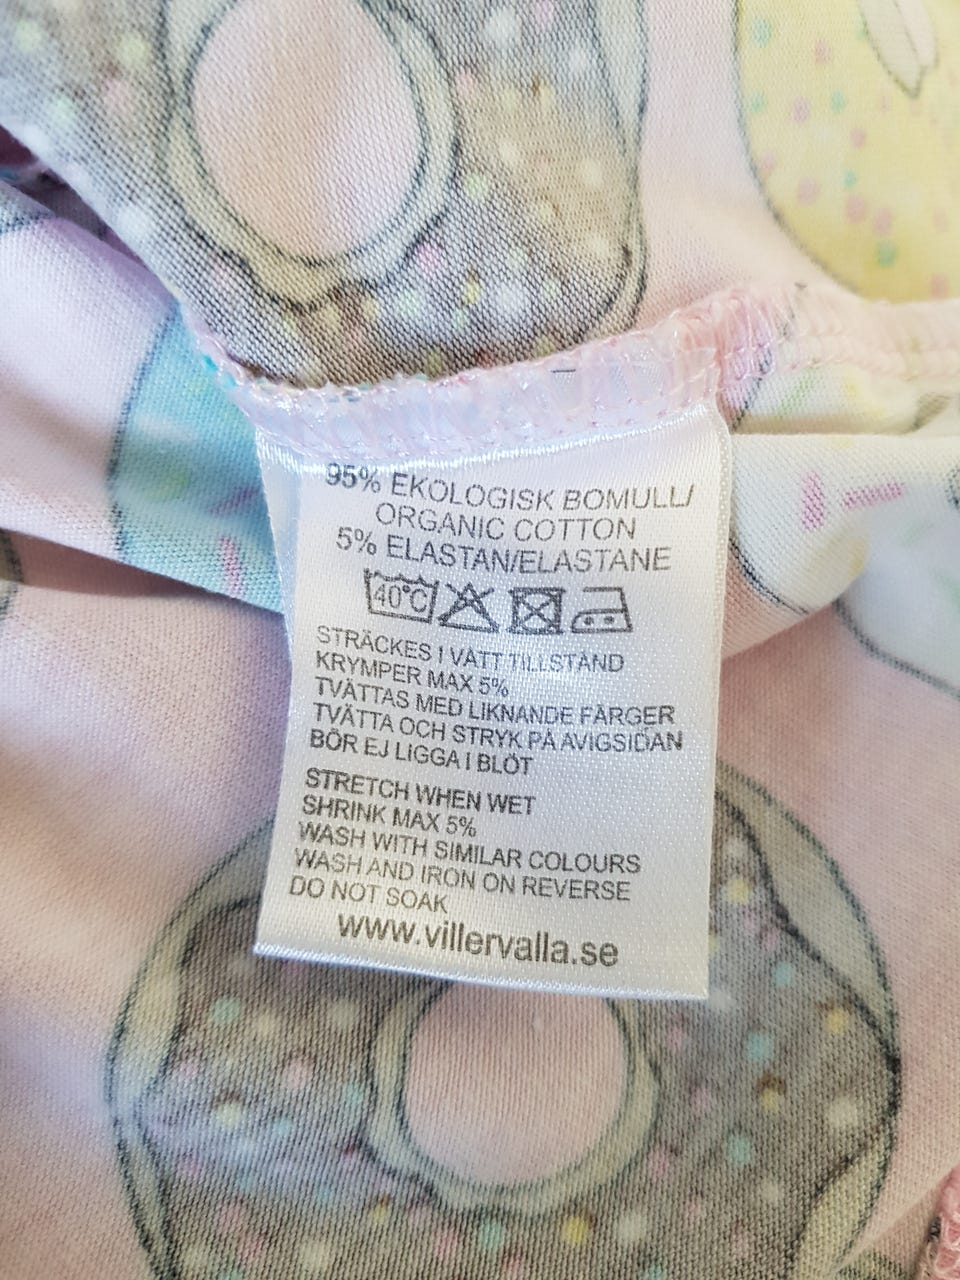 95% EKOLOGISK BOMULL/
ORGANIC COTTON
5% ELASTAN/ELASTANE
40°C
STRÄCKES I VÅTT TILLSTÅND
KRYMPER MAX 5%
TVÄTTAS MED LIKNANDE FÄRGER
TVÄTTA OCH STRYK PÅ AVIGSIDAN
BÖR EJ LIGGA I BLÖT
STRETCH WHEN WET
SHRINK MAX 5%
WASH WITH SIMILAR COLOURS
WASH AND IRON ON REVERSE
DO NOT SOAK
www.villervalla.se